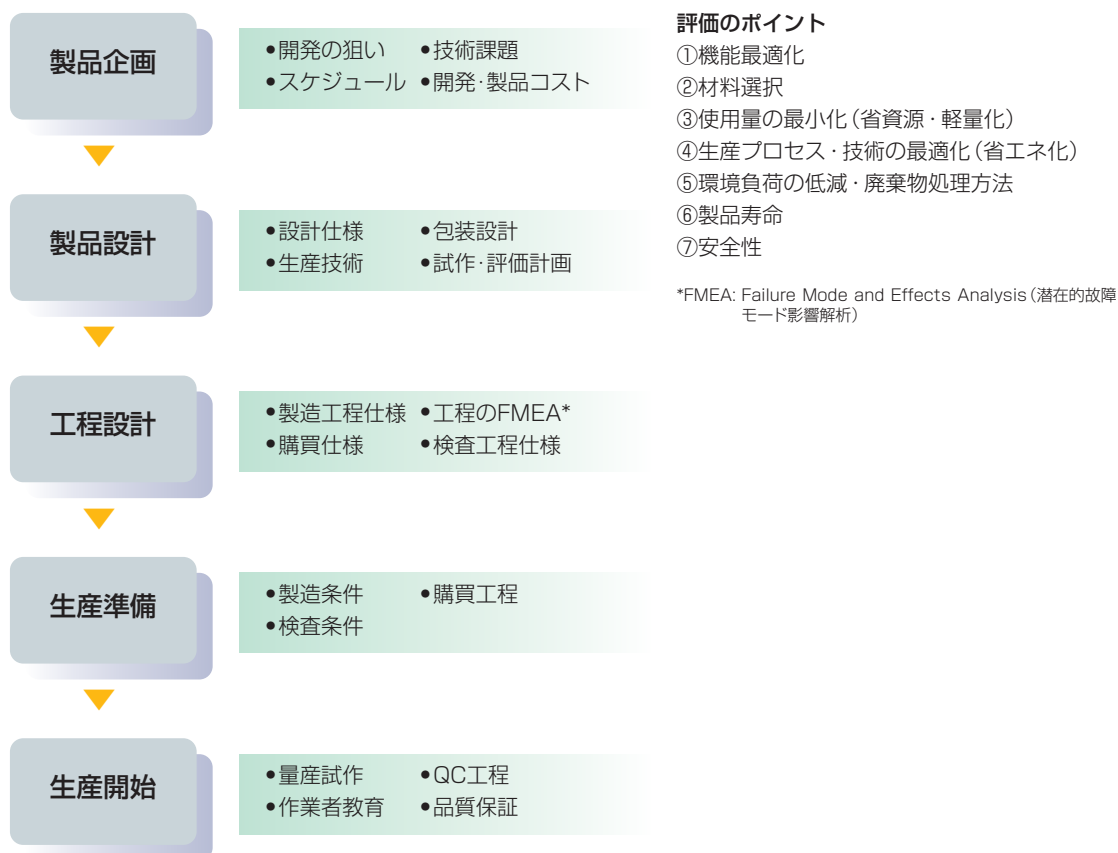 製品企画
●開発の狙い ●技術課題
●スケジュール ●開発・製品コスト
製品設計
●設計仕様 ●包装設計
●生産技術 ●試作・評価計画
工程設計
●製造工程仕様 ●工程のFMEA*
●購買仕様 ●検査工程仕様
生産準備
●製造条件 ●購買工程
●検査条件
生産開始
●量産試作 ●QC工程
●作業者教育 ●品質保証
評価のポイント
①機能最適化
②材料選択
③使用量の最小化(省資源・軽量化)
④生産プロセス・技術の最適化(省エネ化)
⑤環境負荷の低減・廃棄物処理方法
⑥製品寿命
⑦安全性
*FMEA: Failure Mode and Effects Analysis(潜在的故障
モード影響解析)